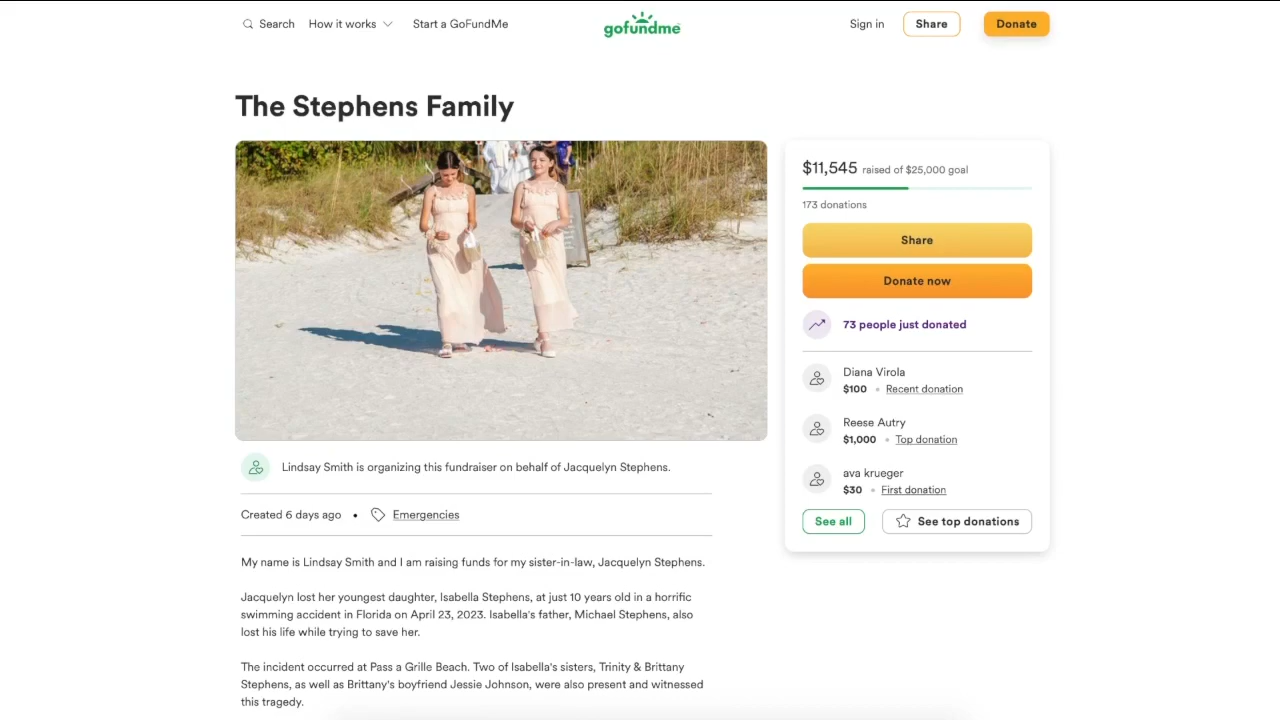 Search How it works Start a GoFundMe gofundme Sign in Share Donate
The Stephens Family
$11,545 raised of $25,000 goal
173 donations
Share
Donate now
73 people just donated
Diana Virola
$100 • Recent donation
Reese Autry
$1,000 • Top donation
ava krueger
$30 • First donation
See all See top donations
Lindsay Smith is organizing this fundraiser on behalf of Jacquelyn Stephens.
Created 6 days ago • Emergencies
My name is Lindsay Smith and I am raising funds for my sister-in-law, Jacquelyn Stephens.
Jacquelyn lost her youngest daughter, Isabella Stephens, at just 10 years old in a horrific
swimming accident in Florida on April 23, 2023. Isabella's father, Michael Stephens, also
lost his life while trying to save her.
The incident occurred at Pass a Grille Beach. Two of Isabella's sisters, Trinity & Brittany
Stephens, as well as Brittany's boyfriend Jessie Johnson, were also present and witnessed
this tragedy.